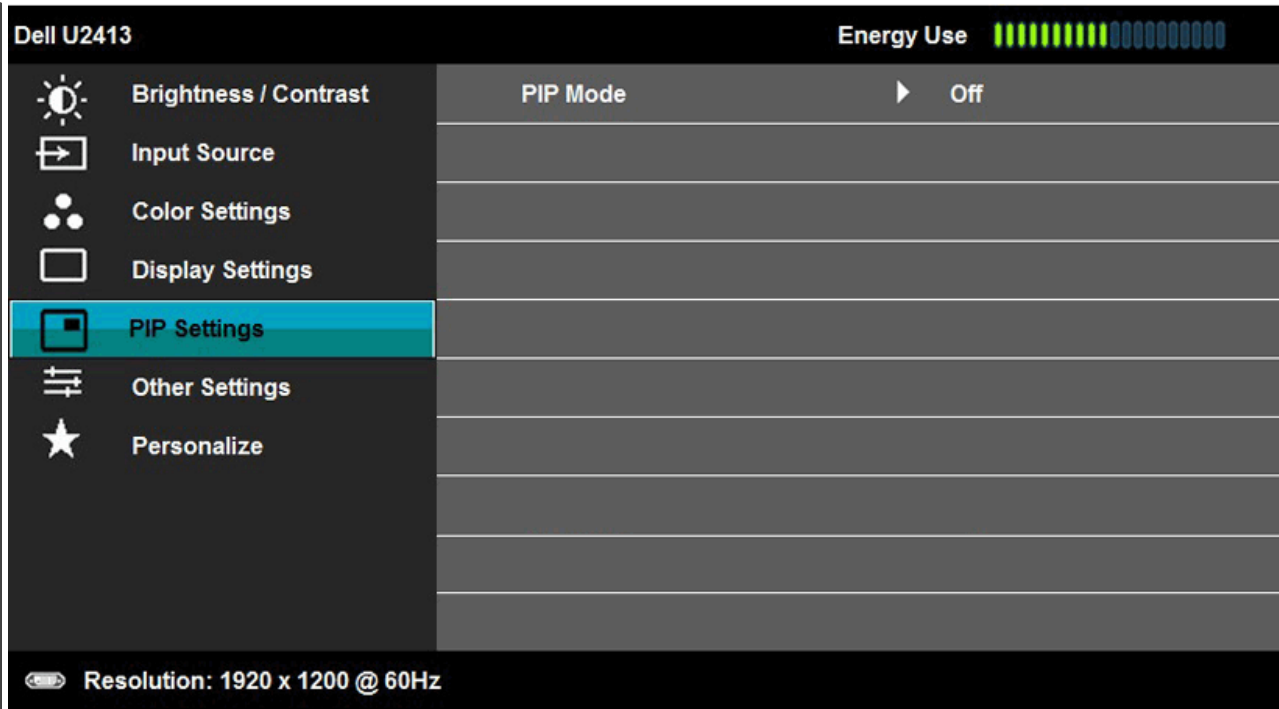 Dell U2413 Energy Use
Brightness / Contrast PIP Mode Off
Input Source
Color Settings
Display Settings
PIP Settings
Other Settings
Personalize
Resolution: 1920 x 1200 @ 60Hz